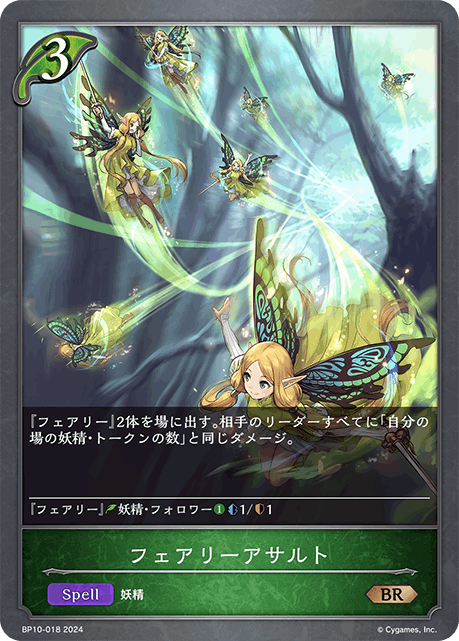 3
『フェアリー』2体を場に出す。相手のリーダーすべてに「自分の
場の妖精・トークンの数」と同じダメージ。
『フェアリー』妖精・フォロワー 1 1/1
フェアリーアサルト
Spell 妖精 BR
BP10-018 2024 © Cygames, Inc.